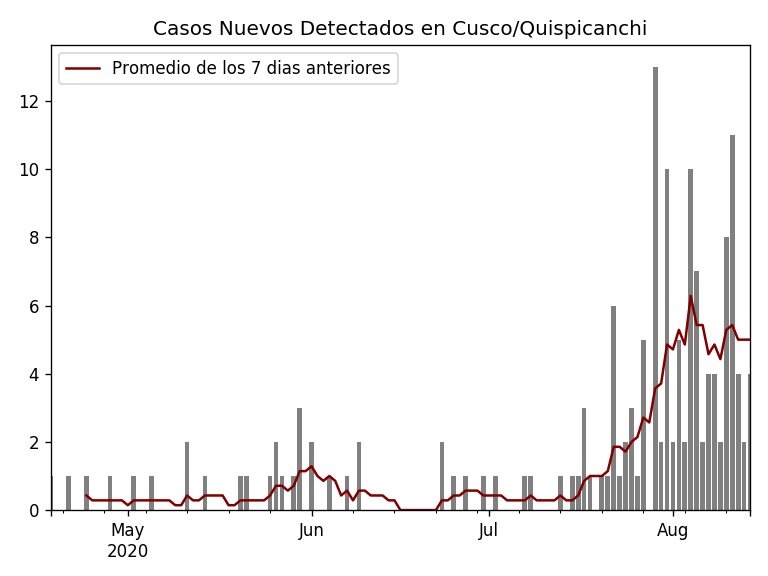 Casos Nuevos Detectados en Cusco/Quispicanchi
Promedio de los 7 dias anteriores
12
10
8
6
4
2
0
May Jun Jul Aug
2020